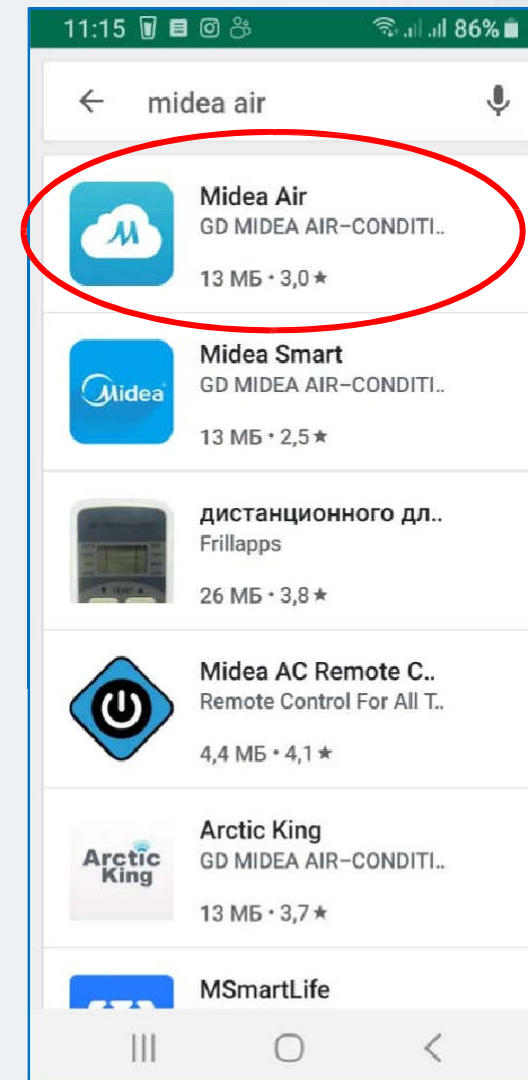 11:15 86%
midea air
Midea Air
GD MIDEA AIR-CONDITI..
13 МБ • 3,0 ★
Midea
Midea Smart
GD MIDEA AIR-CONDITI..
13 МБ • 2,5 ★
дистанционного дл..
Frillapps
26 МБ • 3,8 ★
Midea AC Remote C..
Remote Control For All T..
4,4 МБ • 4,1 ★
Arctic
King
Arctic King
GD MIDEA AIR-CONDITI..
13 МБ • 3,7 ★
MSmartLife